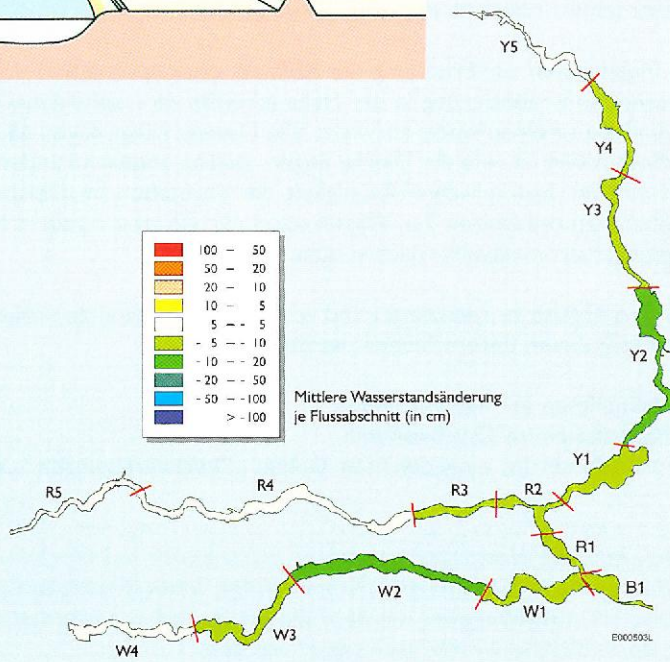 Y5
Y4
Y3
100 – 50
50 – 20
20 – 10
10 – 5
5 – - 5
- 5 – - 10
- 10 – - 20
- 20 – - 50
- 50 – -100
> -100
Mittlere Wasserstandsänderung
je Flussabschnitt (in cm)
Y2
Y1
R5
R4
R3
R2
R1
W2
B1
W1
W3
W4
E000503L